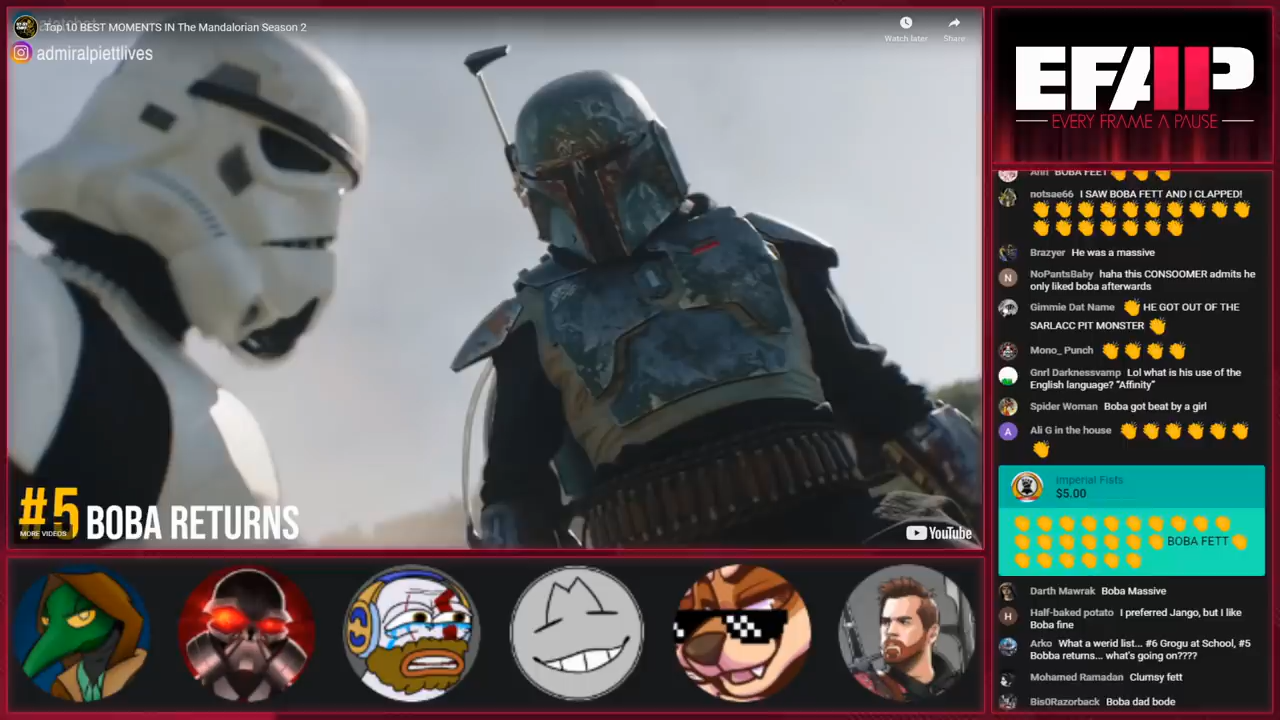 Top 10 BEST MOMENTS IN The Mandalorian Season 2
admiralpiettlives
Watch later
Share
#5 BOBA RETURNS
MORE VIDEOS
YouTube
EFAP
EVERY FRAME A PAUSE
BOBA FEET 👏 👏 👏
notsae66 I SAW BOBA FETT AND I CLAPPED!
👏 👏 👏 👏 👏 👏 👏 👏 👏 👏
👏 👏 👏 👏 👏 👏 👏
Brazyer He was a massive
NoPantsBaby haha this CONSOOMER admits he
only liked boba afterwards
Gimmie Dat Name 👏 HE GOT OUT OF THE
SARLACC PIT MONSTER 👏
Mono_ Punch 👏 👏 👏 👏
Gnrl Darknessvamp Lol what is his use of the
English language? “Affinity”
Spider Woman Boba got beat by a girl
A
Ali G in the house 👏 👏 👏 👏 👏 👏
👏
Imperial Fists
$5.00
👏 👏 👏 👏 👏 👏 👏 👏 👏 👏
👏 👏 👏 👏 👏 👏 👏 BOBA FETT 👏
👏 👏 👏 👏 👏 👏
Darth Mawrak Boba Massive
Half-baked potato I preferred Jango, but I like
Boba fine
Arko What a werid list... #6 Grogu at School, #5
Bobba returns... what's going on????
Mohamed Ramadan Clumsy fett
Bis0Razorback Boba dad bode